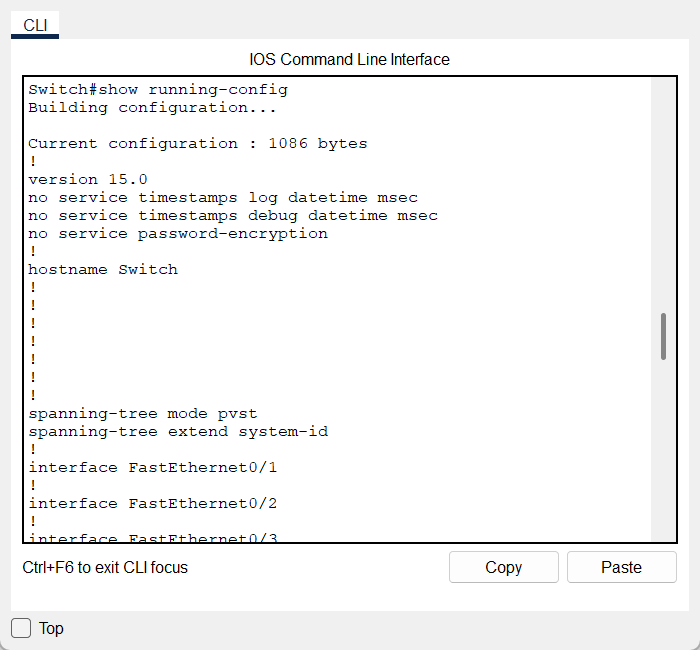 CLI
IOS Command Line Interface
Switch#show running-config
Building configuration...
Current configuration : 1086 bytes
!
version 15.0
no service timestamps log datetime msec
no service timestamps debug datetime msec
no service password-encryption
!
hostname Switch
!
!
!
!
!
!
!
spanning-tree mode pvst
spanning-tree extend system-id
!
interface FastEthernet0/1
!
interface FastEthernet0/2
!
interface FastEthernet0/3
Ctrl+F6 to exit CLI focus
Copy
Paste
Top